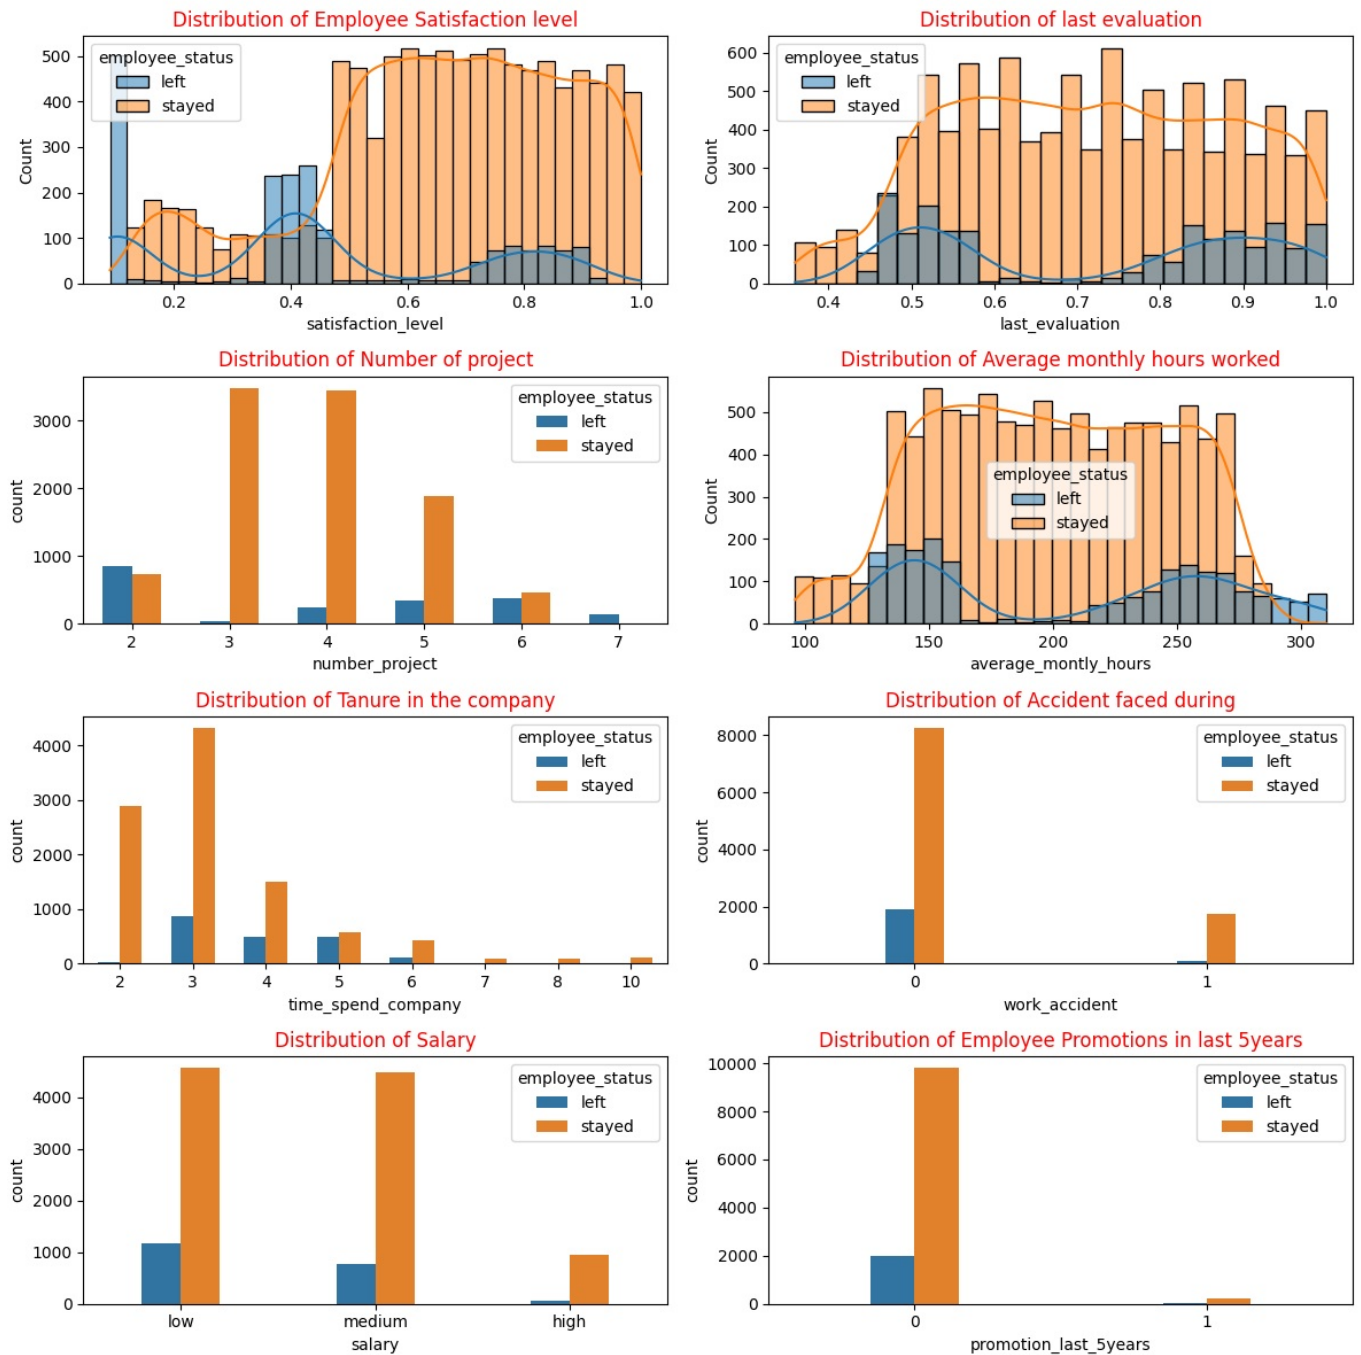 Distribution of Employee Satisfaction level
employee_status
left
stayed
500
400
300
200
100
0
Count
0.2 0.4 0.6 0.8 1.0
satisfaction_level
Distribution of last evaluation
employee_status
left
stayed
600
500
400
300
200
100
0
Count
0.4 0.5 0.6 0.7 0.8 0.9 1.0
last_evaluation
Distribution of Number of project
employee_status
left
stayed
3000
2000
1000
0
count
2 3 4 5 6 7
number_project
Distribution of Average monthly hours worked
employee_status
left
stayed
500
400
300
200
100
0
Count
100 150 200 250 300
average_montly_hours
Distribution of Tanure in the company
employee_status
left
stayed
4000
3000
2000
1000
0
count
2 3 4 5 6 7 8 10
time_spend_company
Distribution of Accident faced during
employee_status
left
stayed
8000
6000
4000
2000
0
count
0 1
work_accident
Distribution of Salary
employee_status
left
stayed
4000
3000
2000
1000
0
count
low medium high
salary
Distribution of Employee Promotions in last 5years
employee_status
left
stayed
10000
8000
6000
4000
2000
0
count
0 1
promotion_last_5years